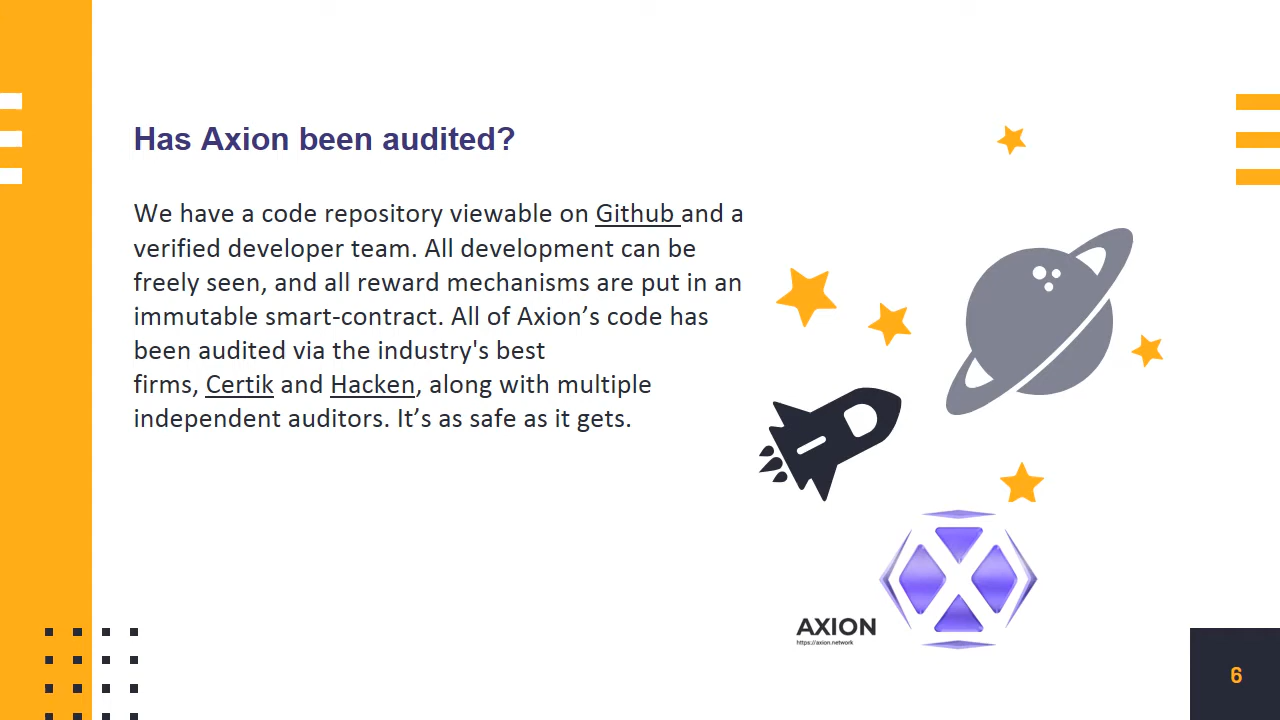 Has Axion been audited?
We have a code repository viewable on Github and a
verified developer team. All development can be
freely seen, and all reward mechanisms are put in an
immutable smart-contract. All of Axion’s code has
been audited via the industry's best
firms, Certik and Hacken, along with multiple
independent auditors. It’s as safe as it gets.
AXION
https://axion.network
6